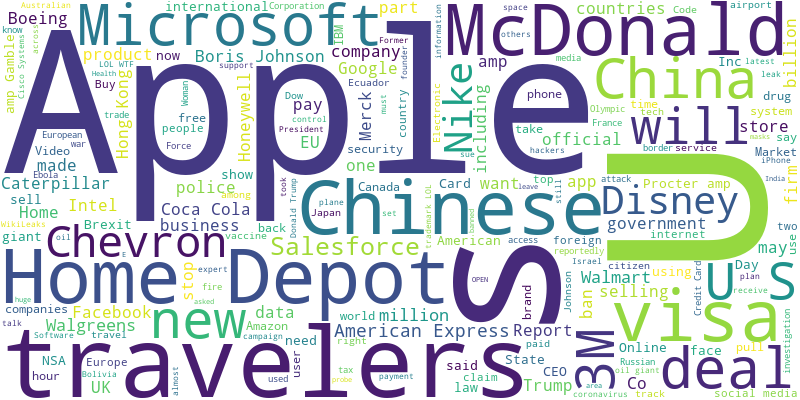 Australian
international
Corporation
space
Code
airport
know
across
Boeing
Microsoft
McDonald
part
countries
Former
others
latest
leak
LOL WTF
Cisco Systems
product
now
Boris Johnson
IBM
company
Google
founder
information
media
Inc
billion
amp Gamble
Health
Buy
Woman
support
Ecuador
amp
phone
China
drug
Apple
Hong Kong
free
Dow
pay
Merck
country
Nike
including
Olympic
time
tech
system
trade
Video
people
President
control
EU
Electronic
take
France
will
store
say
European
war
made
Force
Honeywell
security
must
official
hackers
border
service
Market
masks
iPhone
Ebola
police
show
one
sue
Procter amp
Caterpillar
among
Donald Trump
Canada
Card
want
app
top
attack
India
firm
sell
took
plane
Japan
set
trademark LOL
leave
still
Disney
U
Home
Intel
Coca Cola
business
back
Chinese
government
two
WikiLeaks
Brexit
vaccine
American
banned
access
foreign
internet
may
use
giant
oil
Chevron
Salesforce
reportedly
E
expert
Israel
citizen
Day
plan
Home Depot
s
U S
huge
Facebook
stop
fire
data
OPEN
brand
Johnson
Walmart
using
receive
companies
asked
million
ban
selling
Credit Card
visa
talk
Walgreens
new
Amazon
world
American Express
Report
Software
travel
campaign
need
right
paid
3M
Online
face
pull
investigation
NSA
Europe
travelers
user
said
State
Russian
oil giant
deal
hour
Bolivia
tax
claim
CEO
Trump
Co
area
coronavirus
track
UK
almost
used
probe
payment
law
social media